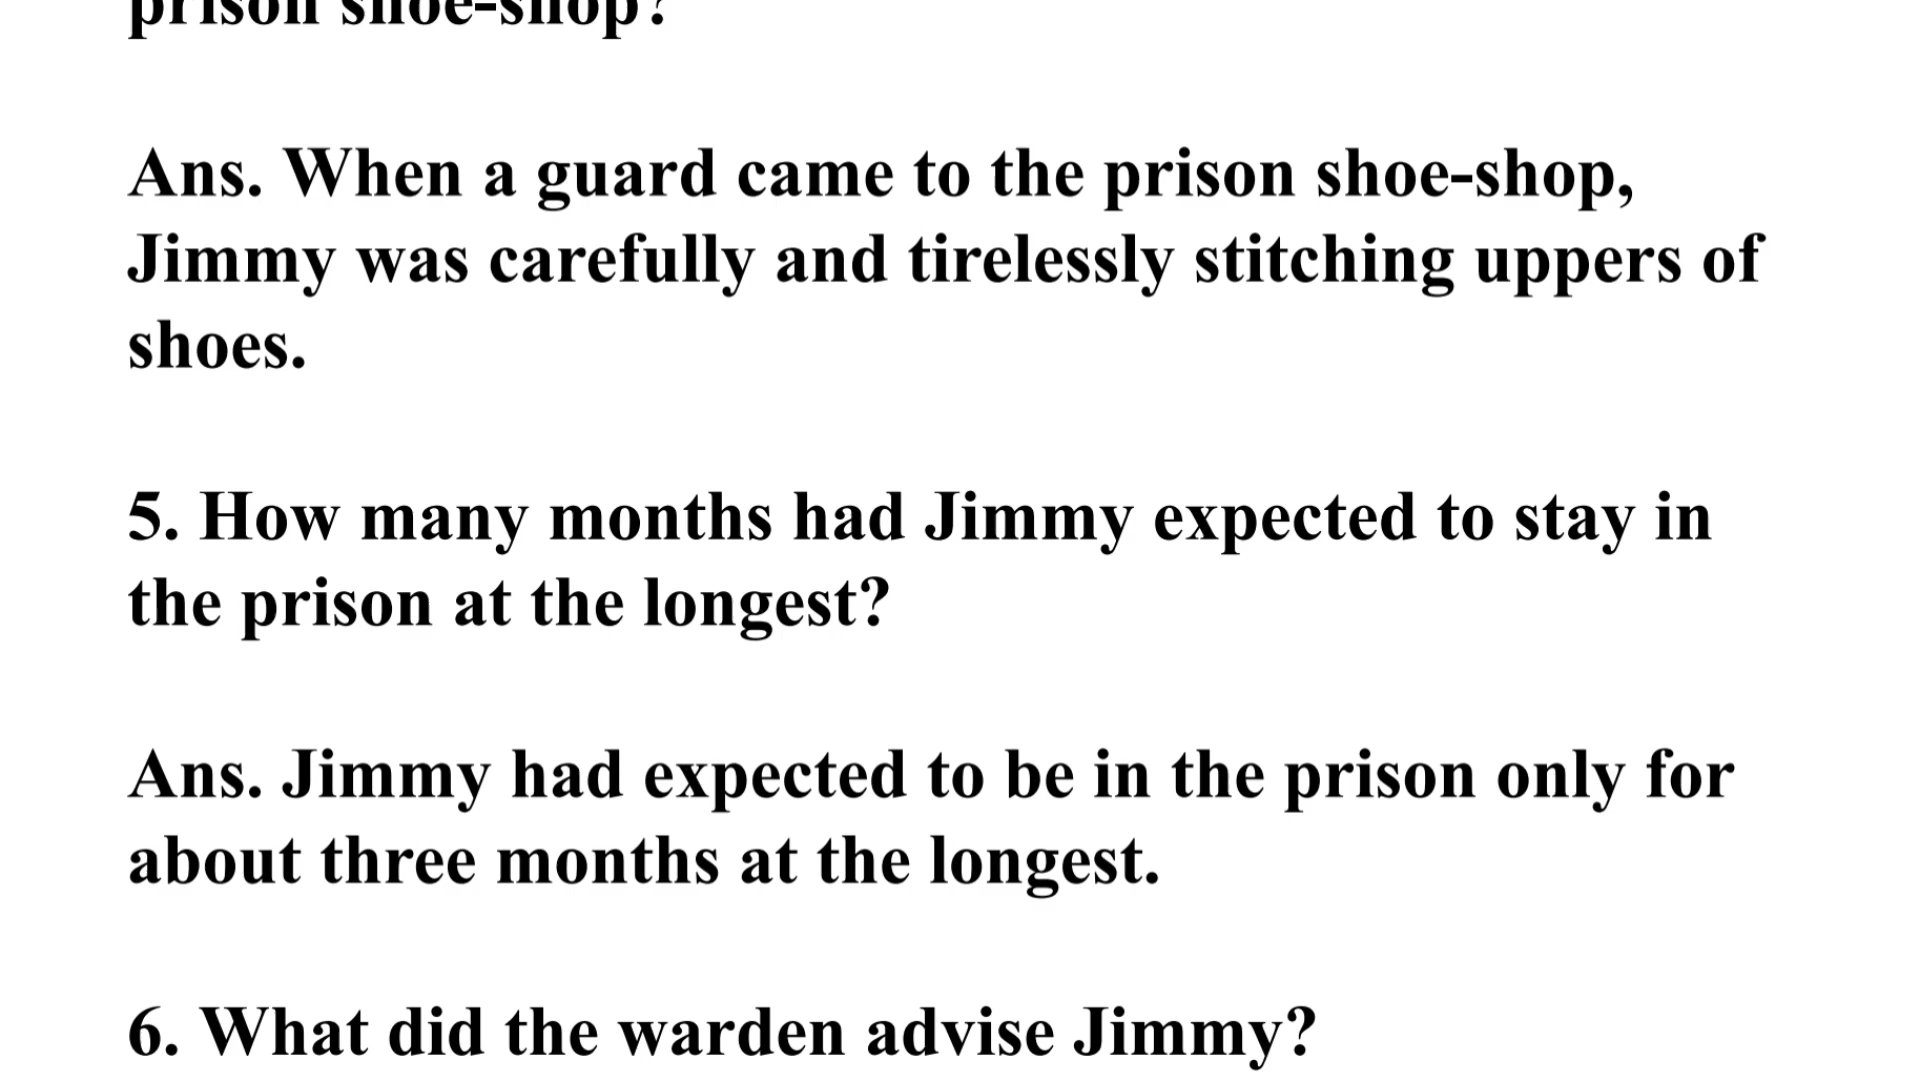 prison shoe-shop?
Ans. When a guard came to the prison shoe-shop,
Jimmy was carefully and tirelessly stitching uppers of
shoes.
5. How many months had Jimmy expected to stay in
the prison at the longest?
Ans. Jimmy had expected to be in the prison only for
about three months at the longest.
6. What did the warden advise Jimmy?